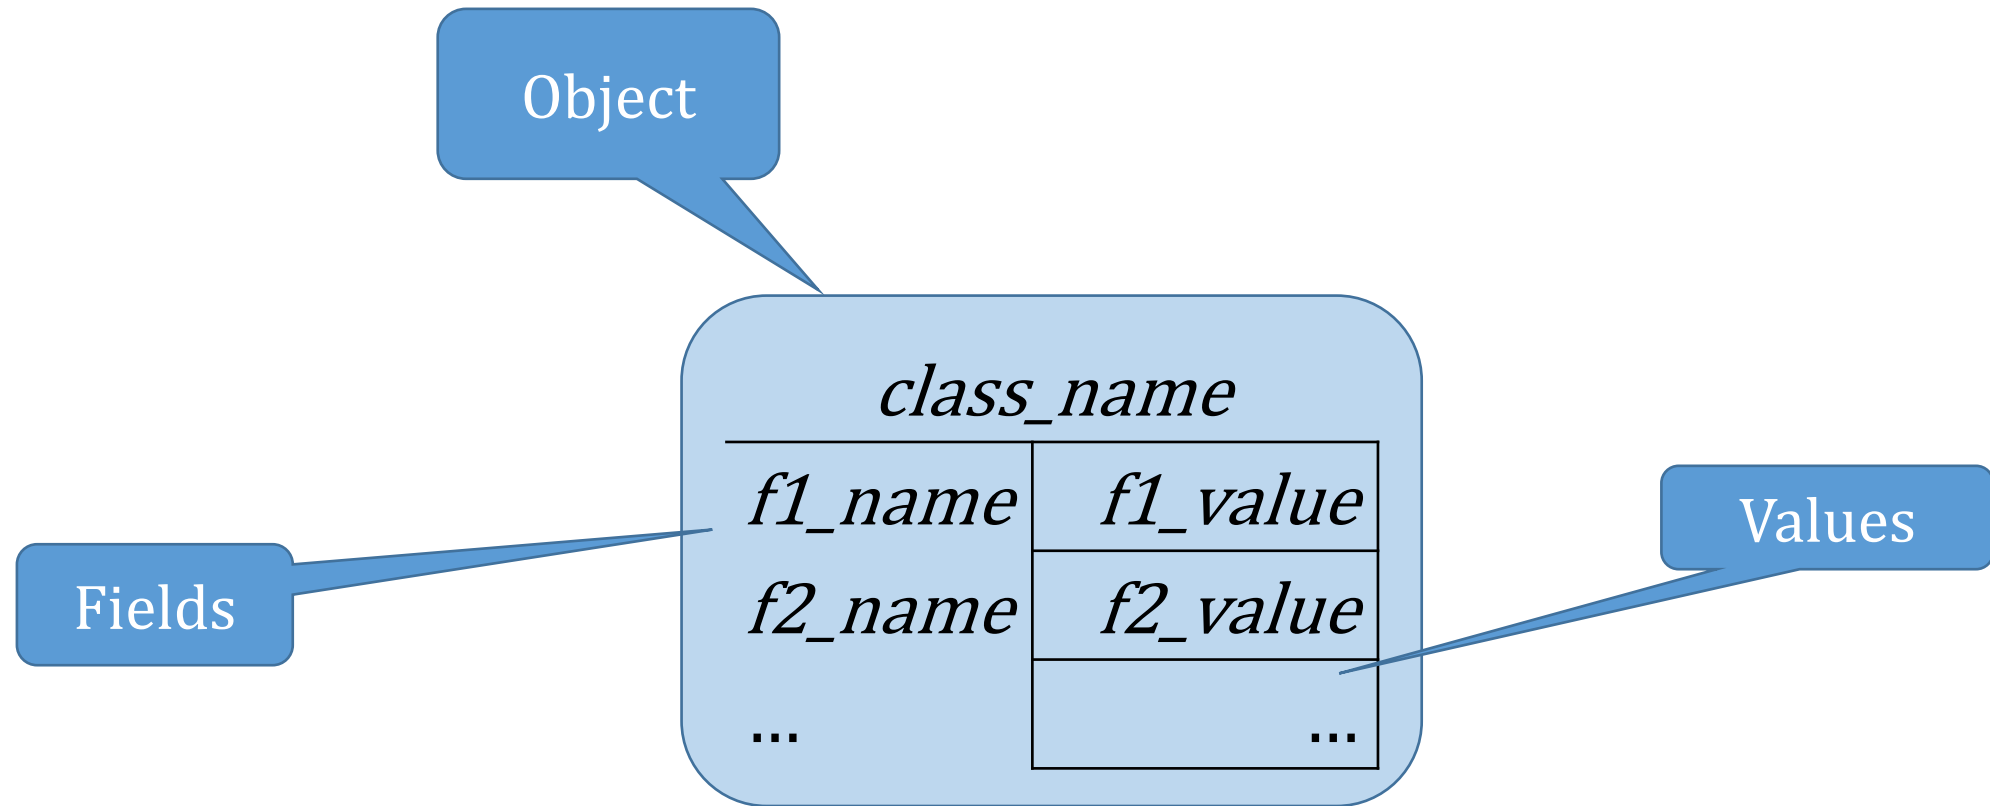 Object
class_name
f1_name f1_value
Values
Fields
f2_name f2_value
... ...